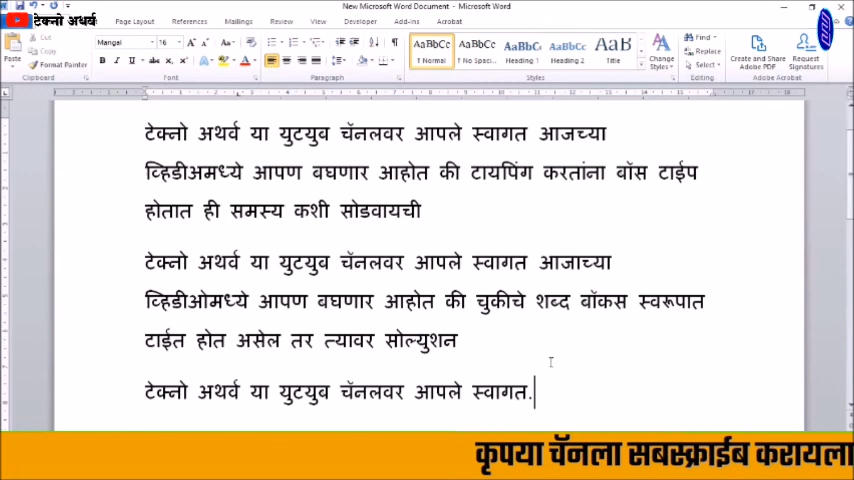 New Microsoft Word Document - Microsoft Word
टेक्नो अथर्व
Page Layout References Mailings Review View Developer Add-ins Acrobat
Cut
Copy
Format Painter
Paste
Mangal 16
AaBbCc AaBbCc AaBbC AaBbCc AaB
¶ Normal ¶ No Spaci... Heading 1 Heading 2 Title
Change Styles
Find
Replace
Select
Create and Share Adobe PDF
Request Signatures
Clipboard Font Paragraph Styles Editing Adobe Acrobat
टेक्नो अथर्व या युटयुब चॅनलवर आपले स्वागत आजच्या
व्हिडीअमध्ये आपण बघणार आहोत की टायपिंग करतांना बॉस टाईप
होतात ही समस्य कशी सोडवायची
टेक्नो अथर्व या युटयुब चॅनलवर आपले स्वागत आजाच्या
व्हिडीओमध्ये आपण बघणार आहोत की चुकीचे शब्द बॉकस स्वरूपात
टाईत होत असेल तर त्यावर सोल्युशन
टेक्नो अथर्व या युटयुब चॅनलवर आपले स्वागत.
कृपया चॅनला सबस्क्राईब करायला